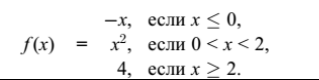 −x, если x ≤ 0,
f(x) = x², если 0 < x < 2,
4, если x ≥ 2.